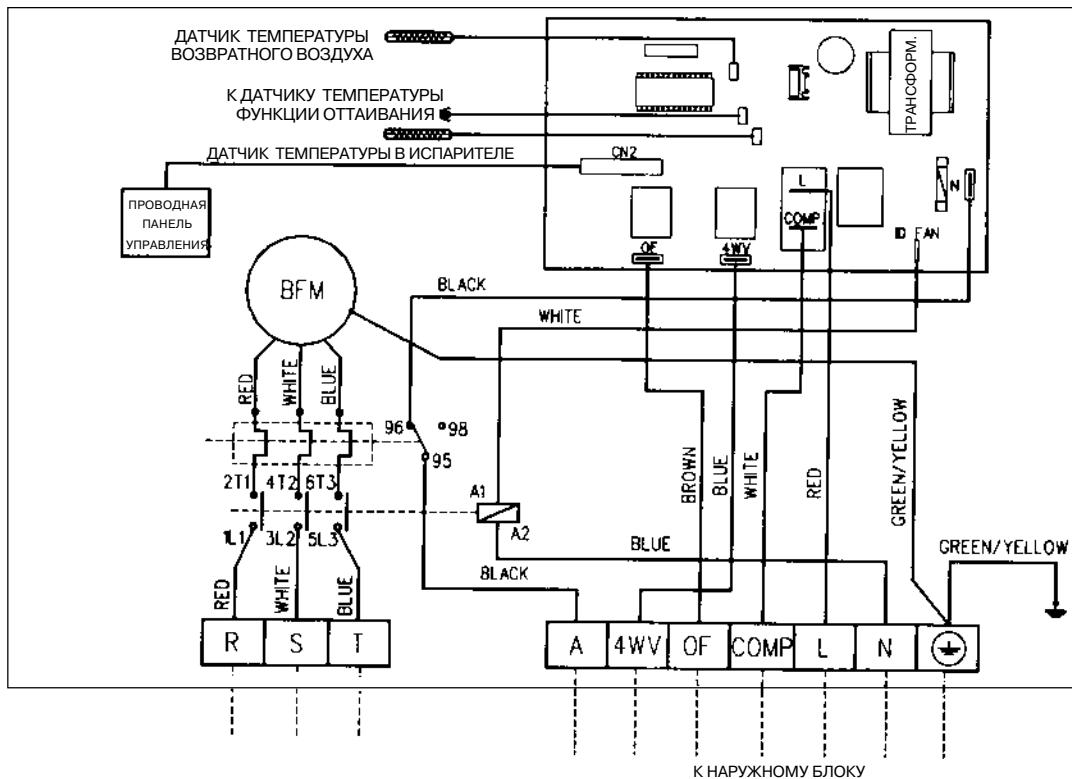 ДАТЧИК ТЕМПЕРАТУРЫ
ВОЗВРАТНОГО ВОЗДУХА
К ДАТЧИКУ ТЕМПЕРАТУРЫ
ФУНКЦИИ ОТТАИВАНИЯ
ДАТЧИК ТЕМПЕРАТУРЫ В ИСПАРИТЕЛЕ
CN2
ТРАНСФОРМ.
L
COMP
N
ID FAN
OF
4WV
ПРОВОДНАЯ
ПАНЕЛЬ
УПРАВЛЕНИЯ
BFM
BLACK
WHITE
RED
WHITE
BLUE
96
98
95
2T1
4T2
6T3
A1
A2
1L1
3L2
5L3
BROWN
BLUE
WHITE
RED
GREEN/YELLOW
BLUE
GREEN/YELLOW
BLACK
RED
WHITE
BLUE
R
S
T
A
4WV
OF
COMP
L
N
К НАРУЖНОМУ БЛОКУ